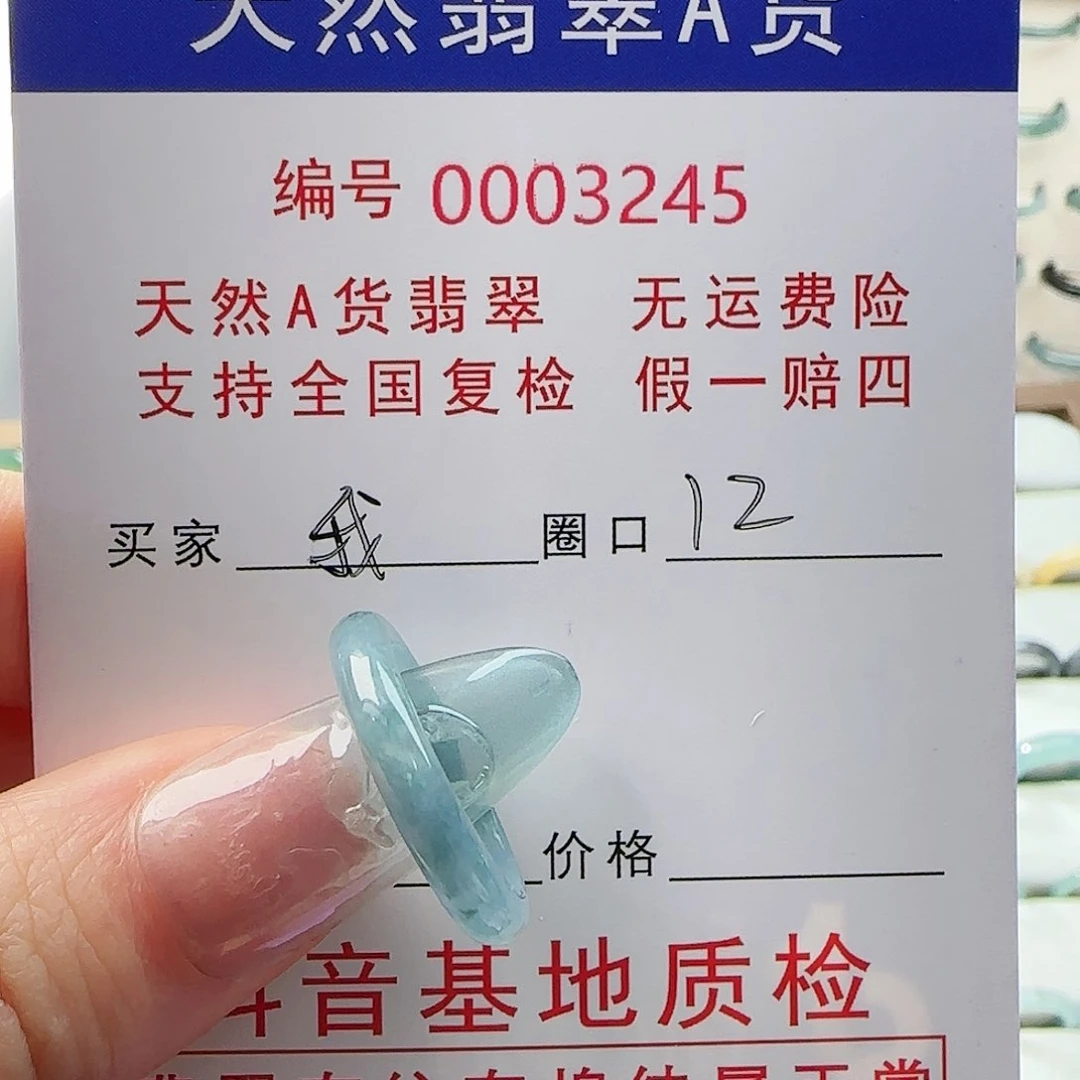 天然翡翠A货
编号 0003245
天然A货翡翠 无运费险
支持全国复检 假一赔四
买家 我 圈口 12
价格
抖音基地质检